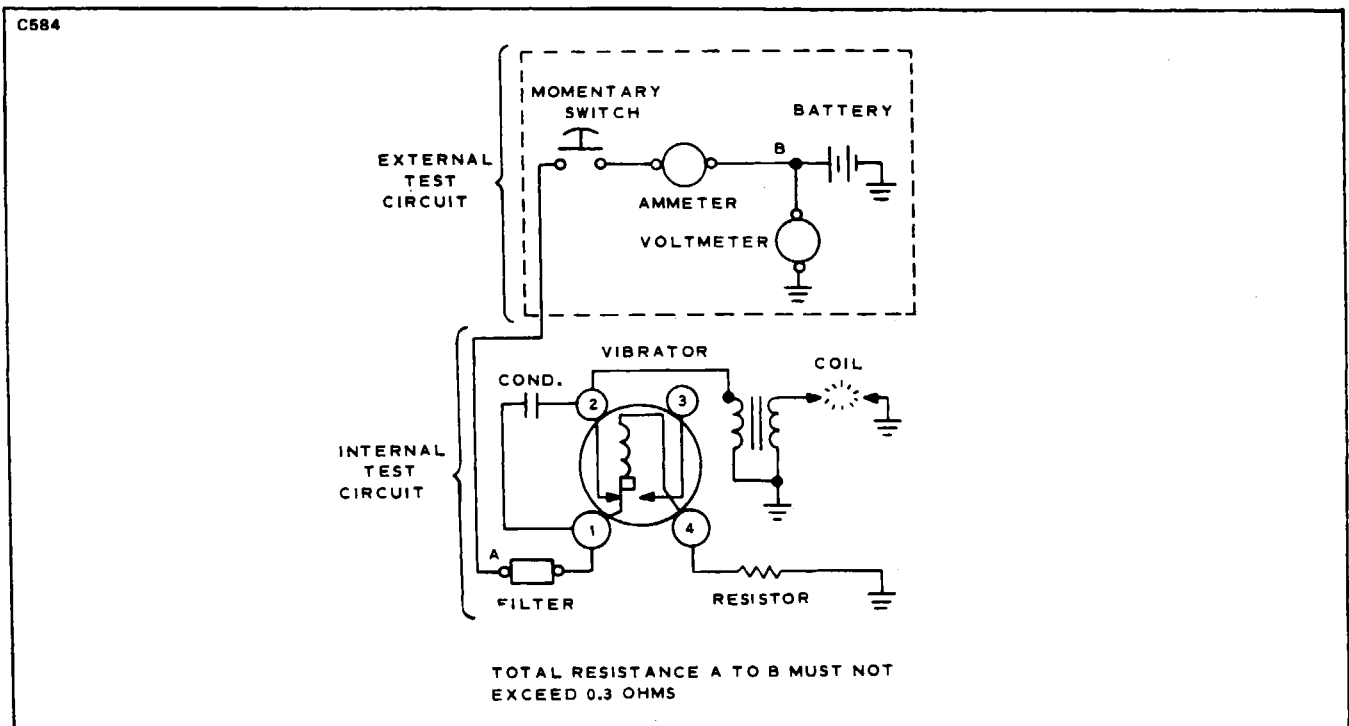 C584
MOMENTARY
SWITCH
BATTERY
EXTERNAL
TEST
CIRCUIT
B
AMMETER
VOLTMETER
VIBRATOR
COIL
COND.
2
3
INTERNAL
TEST
CIRCUIT
1
4
A
FILTER
RESISTOR
TOTAL RESISTANCE A TO B MUST NOT
EXCEED 0.3 OHMS